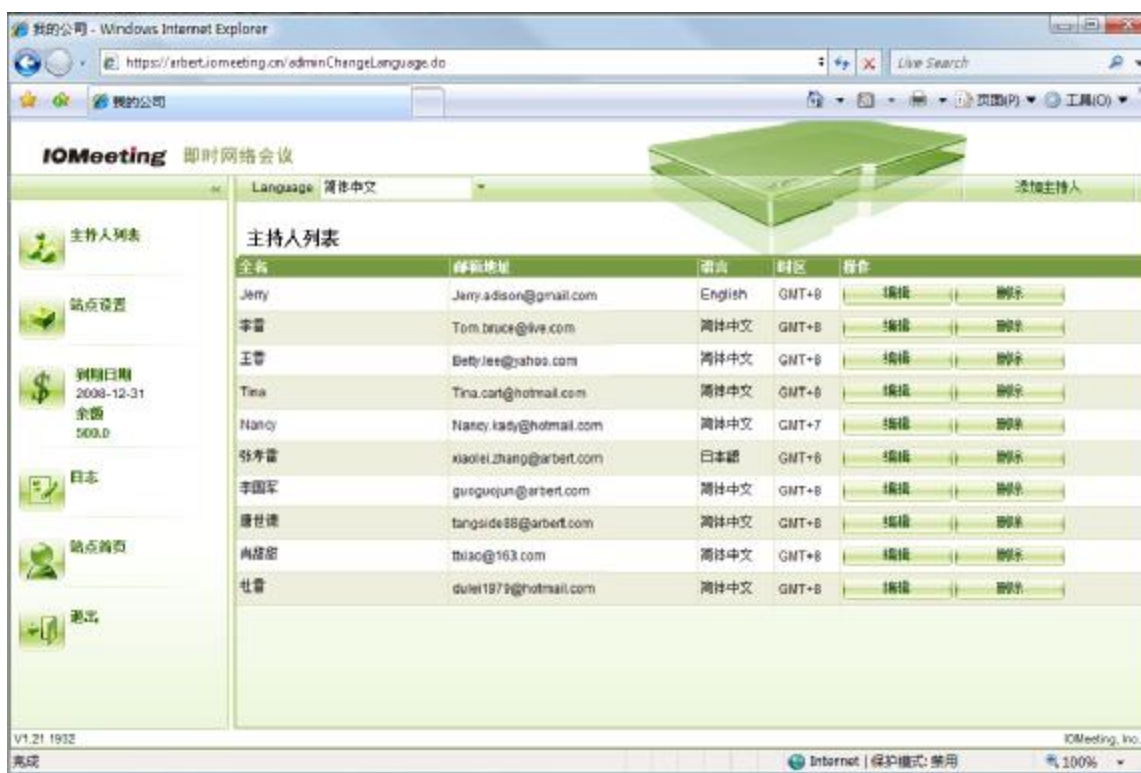 我的公司 - Windows Internet Explorer
https://arbert.iomeeting.cn/adminChangeLanguage.do
Live Search
我的公司
页面(P) 工具(O)
IOMeeting 即时网络会议
Language 简体中文
添加主持人
主持人列表
站点设置
到期日期
2008-12-31
余额
500.0
日志
站点首页
退出
主持人列表
全名 邮箱地址 语言 时区 操作
Jerry Jerry.adison@gmail.com English GMT+8 编辑 删除
李雷 Tom.bruce@live.com 简体中文 GMT+8 编辑 删除
Betty.lee@yahoo.com 简体中文 GMT+8 编辑 删除
Tina Tina.cart@hotmail.com 简体中文 GMT+8 编辑 删除
Nancy Nancy.kady@hotmail.com 简体中文 GMT+7 编辑 删除
xiaolei.zhang@arbert.com 日本語 GMT+8 编辑 删除
李国军 guoguojun@arbert.com 简体中文 GMT+8 编辑 删除
tangside88@arbert.com 简体中文 GMT+8 编辑 删除
肖甜甜 ttxiao@163.com 简体中文 GMT+8 编辑 删除
杜雷 dulei1979@hotmail.com 简体中文 GMT+8 编辑 删除
V1.21 1932
IOMeeting, Inc.
完成
Internet | 保护模式: 禁用
100%